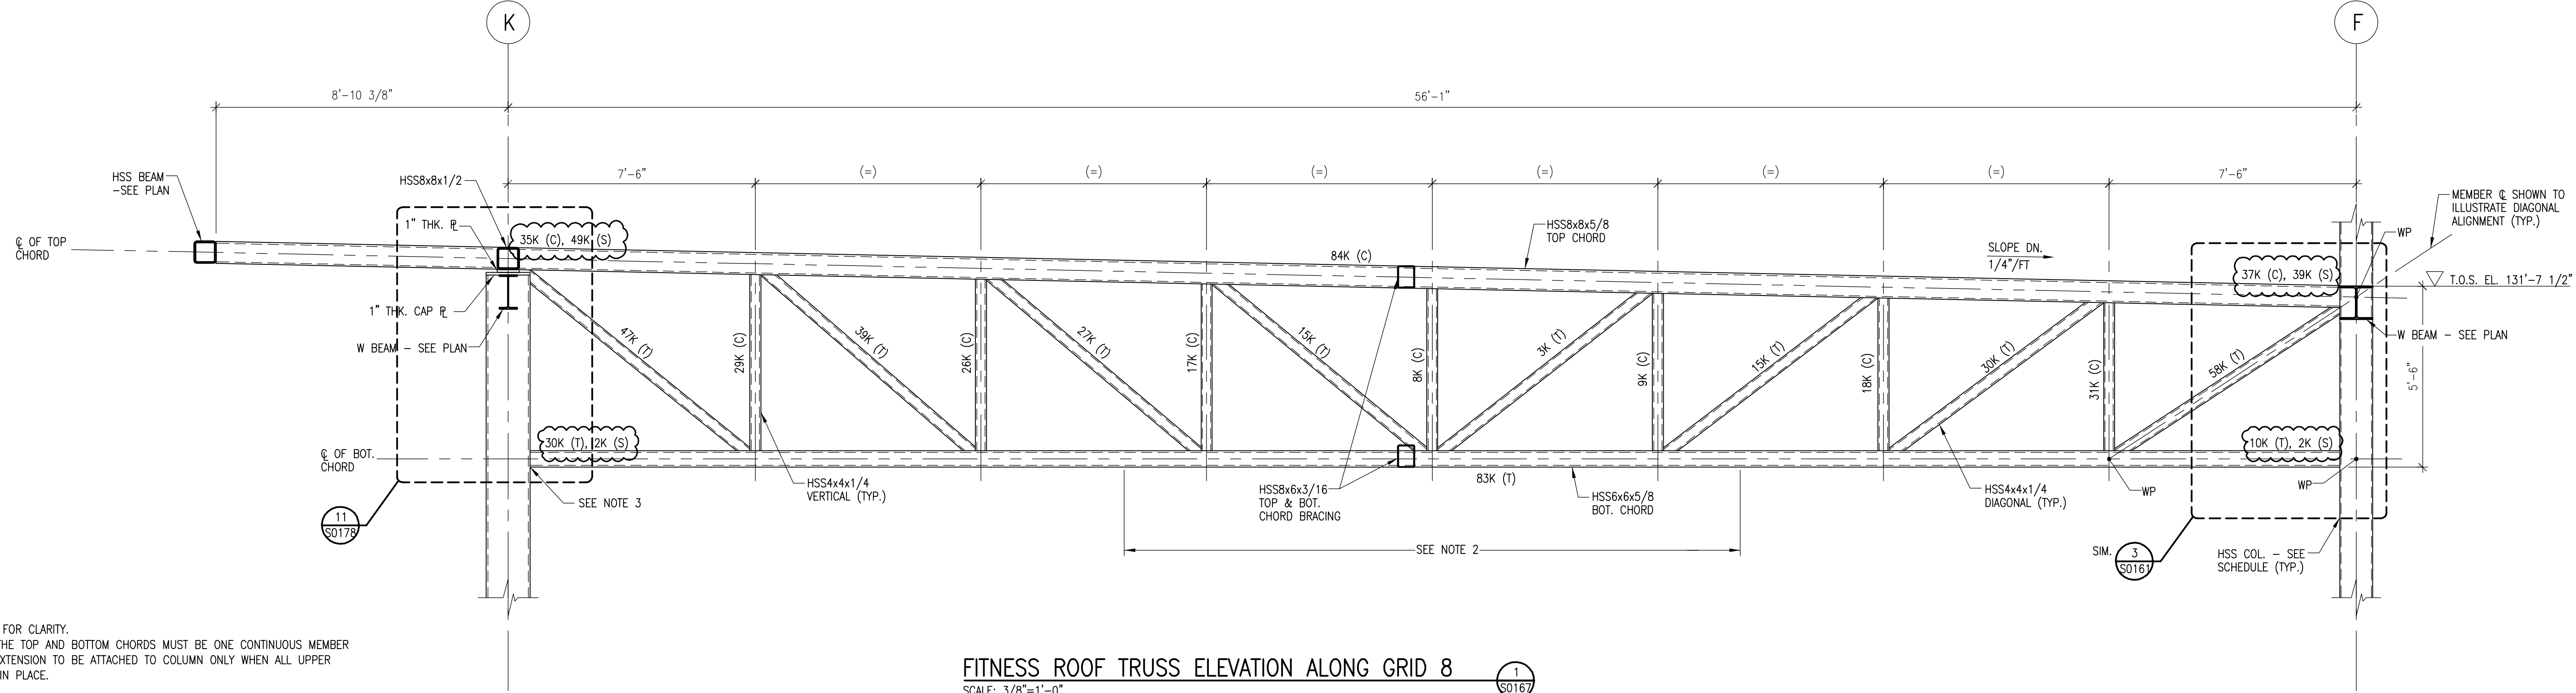 K
F
8'-10 3/8"
56'-1"
7'-6"
(=)
(=)
(=)
(=)
(=)
(=)
7'-6"
HSS BEAM
-SEE PLAN
HSS8x8x1/2
1" THK. ℄
35K (C), 49K (S)
℄ OF TOP
CHORD
1" THK. CAP ℄
W BEAM - SEE PLAN
84K (C)
HSS8x8x5/8
TOP CHORD
SLOPE DN.
1/4"/FT
MEMBER ℄ SHOWN TO
ILLUSTRATE DIAGONAL
ALIGNMENT (TYP.)
WP
37K (C), 39K (S)
T.O.S. EL. 131'-7 1/2"
W BEAM - SEE PLAN
5'-6"
47K (T)
29K (C)
39K (T)
26K (C)
27K (T)
17K (C)
15K (T)
8K (C)
3K (T)
9K (C)
15K (T)
18K (C)
30K (T)
31K (C)
58K (T)
30K (T), 2K (S)
10K (T), 2K (S)
℄ OF BOT.
CHORD
SEE NOTE 3
HSS4x4x1/4
VERTICAL (TYP.)
HSS8x6x3/16
TOP & BOT.
CHORD BRACING
83K (T)
HSS6x6x5/8
BOT. CHORD
HSS4x4x1/4
DIAGONAL (TYP.)
WP
WP
11
S0178
SEE NOTE 2
SIM.
3
S0161
HSS COL. - SEE
SCHEDULE (TYP.)
FOR CLARITY.
THE TOP AND BOTTOM CHORDS MUST BE ONE CONTINUOUS MEMBER
XTENSION TO BE ATTACHED TO COLUMN ONLY WHEN ALL UPPER
IN PLACE.
FITNESS ROOF TRUSS ELEVATION ALONG GRID 8
1
S0167
SCALE: 3/8"=1'-0"